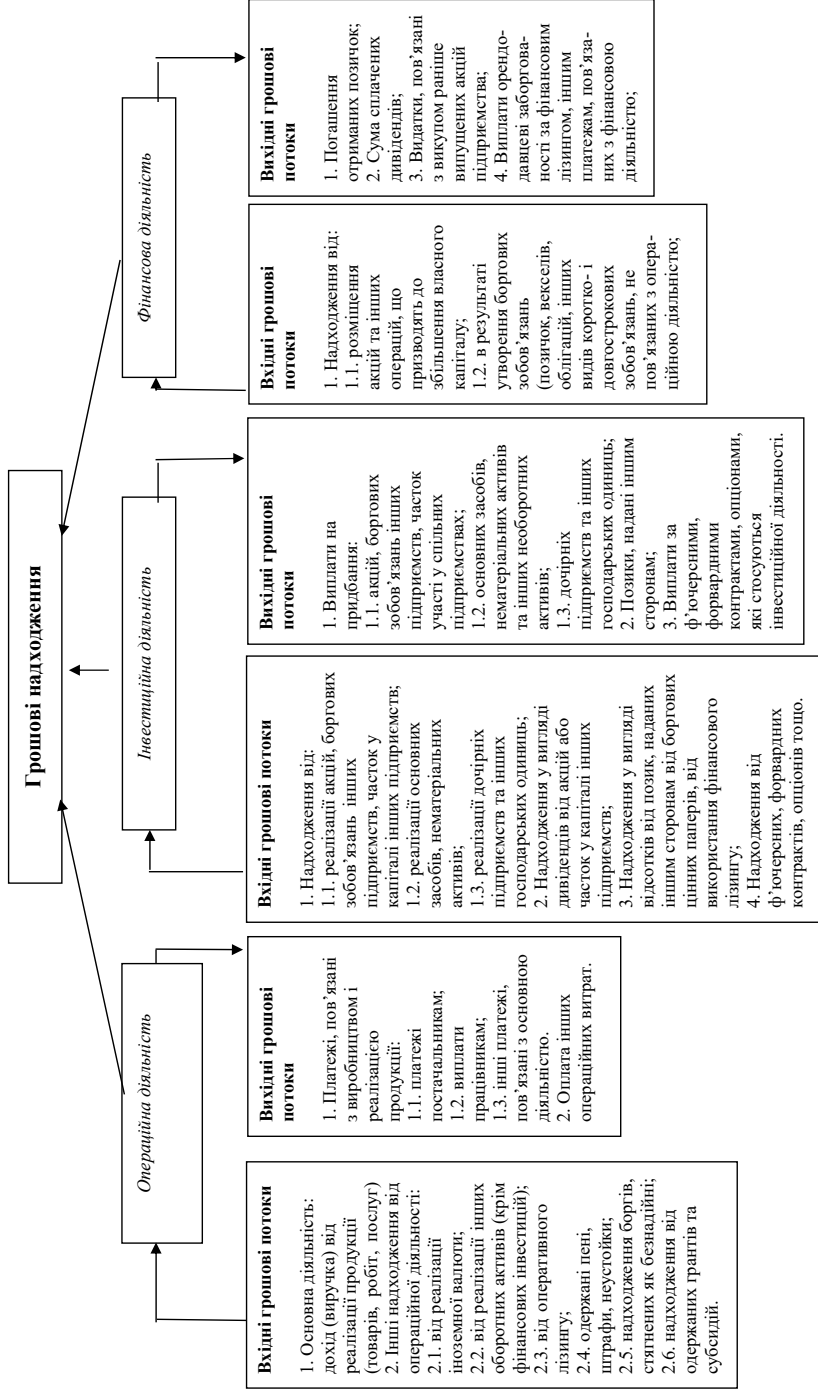 Грошові надходження
Операційна діяльність
Інвестиційна діяльність
Фінансова діяльність
Вхідні грошові потоки
1. Основна діяльність:
дохід (виручка) від
реалізації продукції
(товарів, робіт, послуг)
2. Інші надходження від
операційної діяльності:
2.1. від реалізації
іноземної валюти;
2.2. від реалізації інших
оборотних активів (крім
фінансових інвестицій);
2.3. від оперативного
лізингу;
2.4. одержані пені,
штрафи, неустойки;
2.5. надходження боргів,
стягнених як безнадійні;
2.6. надходження від
одержаних грантів та
субсидій.
Вихідні грошові
потоки
1. Платежі, пов’язані
з виробництвом і
реалізацією
продукції:
1.1. платежі
постачальникам;
1.2. виплати
працівникам;
1.3. інші платежі,
пов’язані з основною
діяльністю.
2. Оплата інших
операційних витрат.
Вхідні грошові потоки
1. Надходження від:
1.1. реалізації акцій, боргових
зобов’язань інших
підприємств, часток у
капіталі інших підприємств;
1.2. реалізації основних
засобів, нематеріальних
активів;
1.3. реалізації дочірніх
підприємств та інших
господарських одиниць;
2. Надходження у вигляді
дивідендів від акцій або
часток у капіталі інших
підприємств;
3. Надходження у вигляді
відсотків від позик, наданих
іншим сторонам від боргових
цінних паперів, від
використання фінансового
лізингу;
4. Надходження від
ф’ючерсних, форвардних
контрактів, опціонів тощо.
Вихідні грошові
потоки
1. Виплати на
придбання:
1.1. акцій, боргових
зобов’язань інших
підприємств, часток
участі у спільних
підприємствах;
1.2. основних засобів,
нематеріальних активів
та інших необоротних
активів;
1.3. дочірніх
підприємств та інших
господарських одиниць;
2. Позики, надані іншим
сторонам;
3. Виплати за
ф’ючерсними,
форвардними
контрактами, опціонами,
які стосуються
інвестиційної діяльності.
Вхідні грошові
потоки
1. Надходження від:
1.1. розміщення
акцій та інших
операцій, що
призводять до
збільшення власного
капіталу;
1.2. в результаті
утворення боргових
зобов’язань
(позичок, векселів,
облігацій, інших
видів коротко- і
довгострокових
зобов’язань, не
пов’язаних з опера-
ційною діяльністю;
Вихідні грошові
потоки
1. Погашення
отриманих позичок;
2. Сума сплачених
дивідендів;
3. Видатки, пов’язані
з викупом раніше
випущених акцій
підприємства;
4. Виплати орендо-
давцеві заборгова-
ності за фінансовим
лізингом, іншим
платежам, пов’яза-
них з фінансовою
діяльністю;